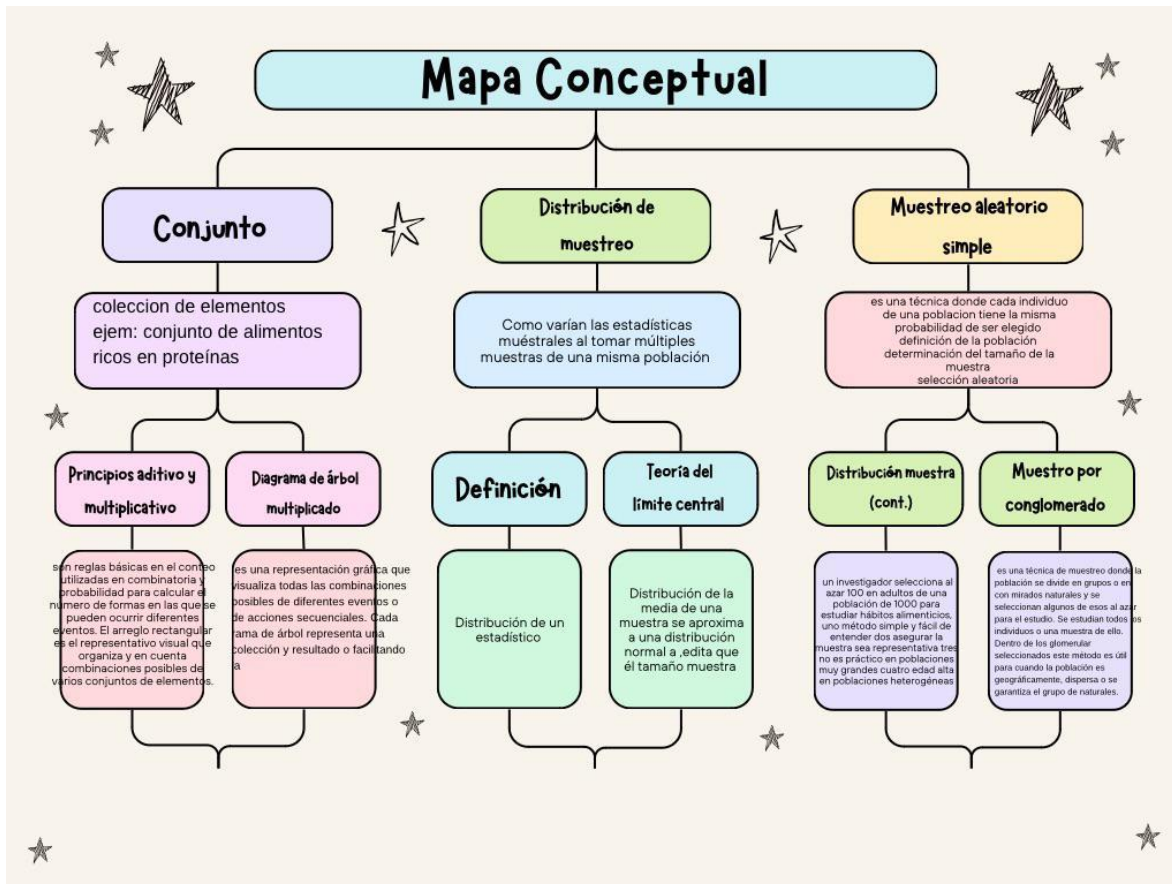 Mapa Conceptual
Conjunto
coleccion de elementos
ejem: conjunto de alimentos
ricos en proteínas
Distribución de
muestreo
Como varían las estadísticas
muéstrales al tomar múltiples
muestras de una misma población
Muestreo aleatorio
simple
es una técnica donde cada individuo
de una poblacion tiene la misma
probabilidad de ser elegido
definición de la población
determinación del tamaño de la
muestra
selección aleatoria
Principios aditivo y
multiplicativo
son reglas básicas en el conteo
utilizadas en combinatoria y
probabilidad para calcular el
número de formas en las que se
pueden ocurrir diferentes
eventos. El arreglo rectangular
es el representativo visual que
organiza y en cuenta
combinaciones posibles de
varios conjuntos de elementos.
Diagrama de árbol
multiplicado
es una representación gráfica que
visualiza todas las combinaciones
posibles de diferentes eventos o
de acciones secuenciales. Cada
rama de árbol representa una
colección y resultado o facilitando
a
Definición
Distribución de un
estadístico
Teoría del
límite central
Distribución de la
media de una
muestra se aproxima
a una distribución
normal a ,edita que
él tamaño muestra
Distribución muestra
(cont.)
un investigador selecciona al
azar 100 en adultos de una
población de 1000 para
estudiar hábitos alimenticios,
uno método simple y fácil de
entender dos asegurar la
muestra sea representativa tres
no es práctico en poblaciones
muy grandes cuatro edad alta
en poblaciones heterogéneas
Muestro por
conglomerado
es una técnica de muestreo donde la
población se divide en grupos o en
con mirados naturales y se
seleccionan algunos de esos al azar
para el estudio. Se estudian todos los
individuos o una muestra de ello.
Dentro de los glomerular
seleccionados este método es útil
para cuando la población es
geográficamente, dispersa o se
garantiza el grupo de naturales.